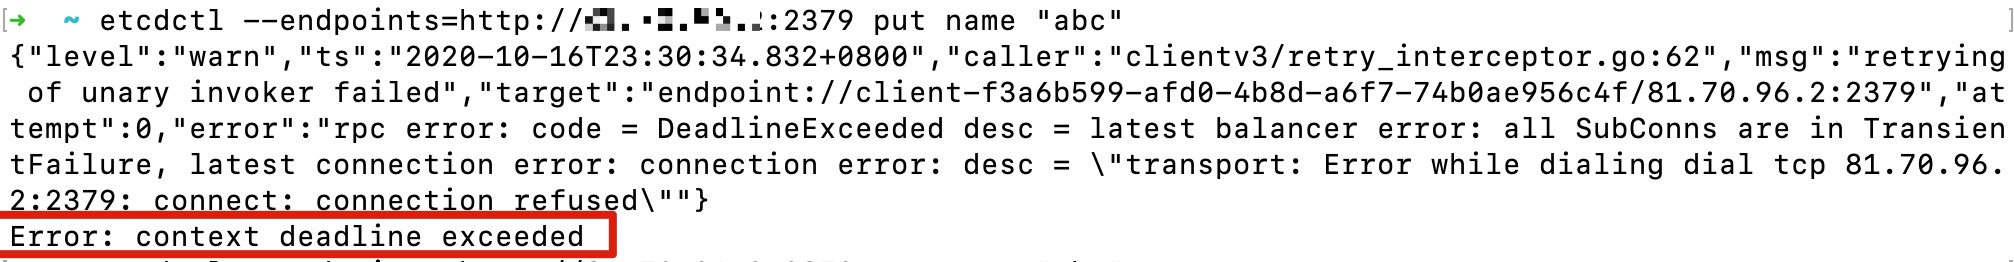 → ~ etcdctl --endpoints=http:// :2379 put name "abc"
{"level":"warn","ts":"2020-10-16T23:30:34.832+0800","caller":"clientv3/retry_interceptor.go:62","msg":"retrying
of unary invoker failed","target":"endpoint://client-f3a6b599-afd0-4b8d-a6f7-74b0ae956c4f/81.70.96.2:2379","at
tempt":0,"error":"rpc error: code = DeadlineExceeded desc = latest balancer error: all SubConns are in Transien
tFailure, latest connection error: connection error: desc = \"transport: Error while dialing dial tcp 81.70.96.
2:2379: connect: connection refused\""}
Error: context deadline exceeded